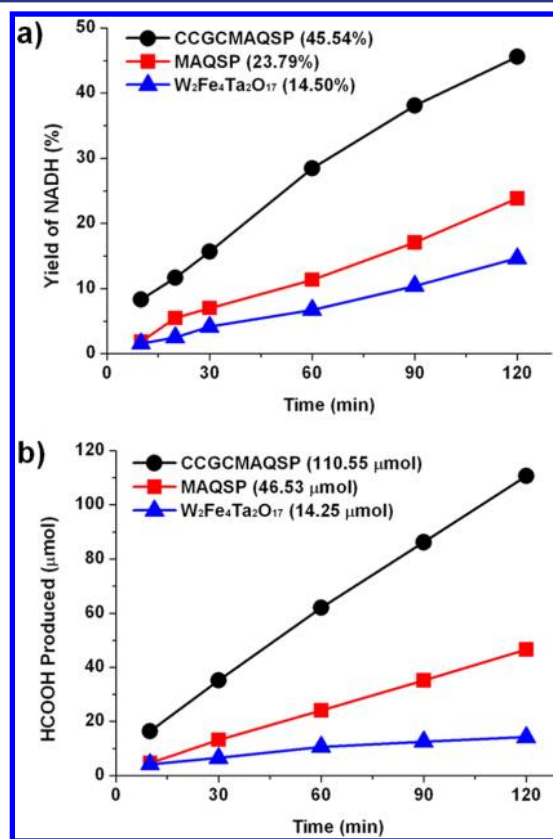 a)
CCGCMAQSP (45.54%)
MAQSP (23.79%)
W₂Fe₄Ta₂O₁₇ (14.50%)
Yield of NADH (%)
50
40
30
20
10
0
0 30 60 90 120
Time (min)
b)
CCGCMAQSP (110.55 μmol)
MAQSP (46.53 μmol)
W₂Fe₄Ta₂O₁₇ (14.25 μmol)
HCOOH Produced (μmol)
120
100
80
60
40
20
0
0 30 60 90 120
Time (min)